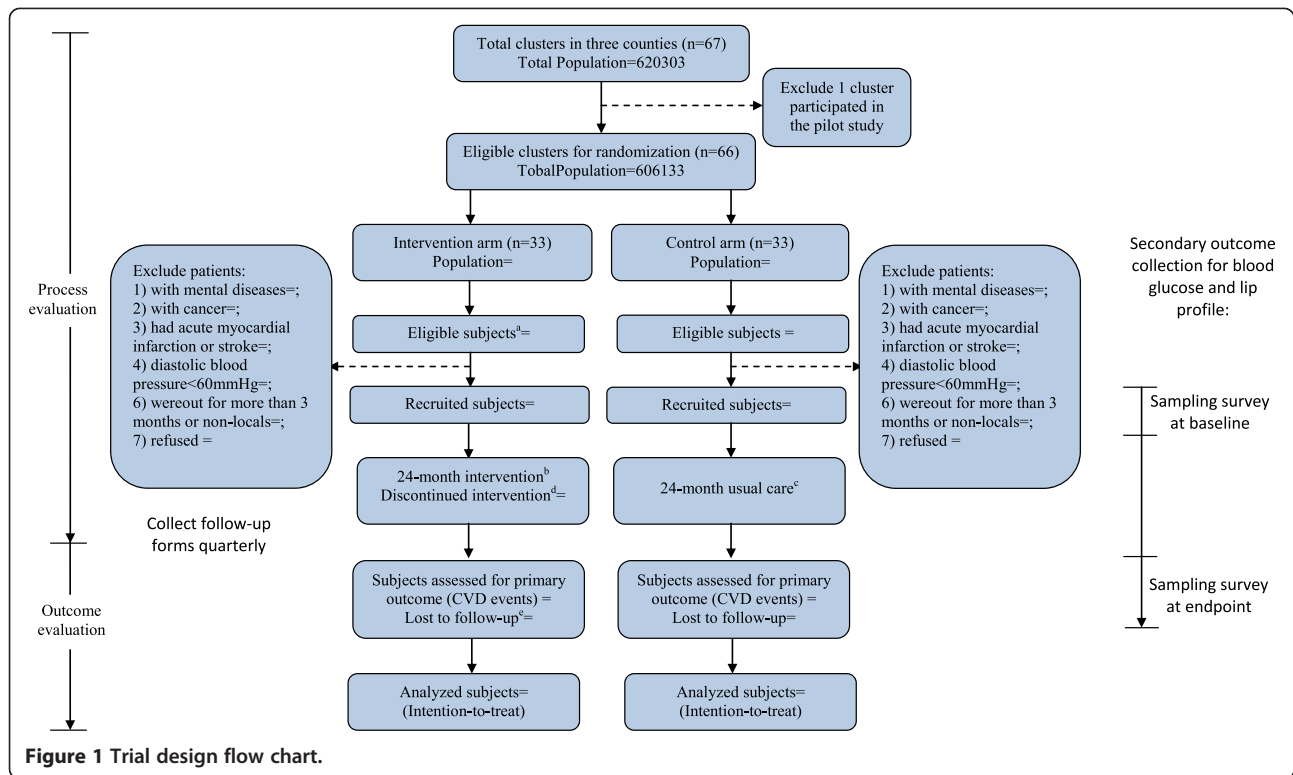 Total clusters in three counties (n=67)
Total Population=620303
Exclude 1 cluster
participated in
the pilot study
Eligible clusters for randomization (n=66)
TobalPopulation=606133
Intervention arm (n=33)
Population=
Control arm (n=33)
Population=
Process
evaluation
Exclude patients:
1) with mental diseases=;
2) with cancer=;
3) had acute myocardial
infarction or stroke=;
4) diastolic blood
pressure<60mmHg=;
6) wereout for more than 3
months or non-locals=;
7) refused =
Eligible subjectsᵃ=
Eligible subjects =
Exclude patients:
1) with mental diseases=;
2) with cancer=;
3) had acute myocardial
infarction or stroke=;
4) diastolic blood
pressure<60mmHg=;
6) wereout for more than 3
months or non-locals=;
7) refused =
Secondary outcome
collection for blood
glucose and lip
profile:
Recruited subjects=
Recruited subjects=
Sampling survey
at baseline
24-month interventionᵇ
Discontinued interventionᵈ=
24-month usual careᶜ
Collect follow-up
forms quarterly
Outcome
evaluation
Subjects assessed for primary
outcome (CVD events) =
Lost to follow-upᵉ=
Subjects assessed for primary
outcome (CVD events) =
Lost to follow-up=
Sampling survey
at endpoint
Analyzed subjects=
(Intention-to-treat)
Analyzed subjects=
(Intention-to-treat)
Figure 1 Trial design flow chart.